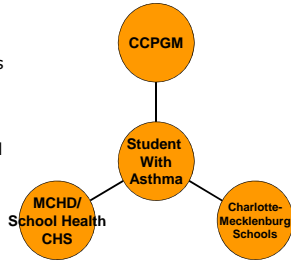 CCPGM
s
Student
With
Asthma
l
MCHD/
School Health
CHS
Charlotte-
Mecklenburg
Schools